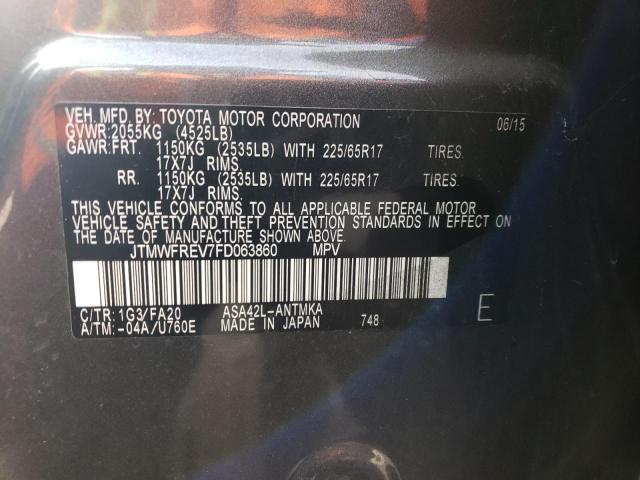 VEH. MFD. BY: TOYOTA MOTOR CORPORATION 06/15
GVWR: 2055KG (4525LB)
GAWR: FRT. 1150KG (2535LB) WITH 225/65R17 TIRES.
17X7J RIMS
RR. 1150KG (2535LB) WITH 225/65R17 TIRES.
17X7J RIMS
THIS VEHICLE CONFORMS TO ALL APPLICABLE FEDERAL MOTOR
VEHICLE SAFETY AND THEFT PREVENTION STANDARDS IN EFFECT ON
THE DATE OF MANUFACTURE SHOWN ABOVE.
JTMWFREV7FD063860 MPV
C/TR: 1G3/FA20 ASA42L-ANTMKA
A/TM: -04A/U760E MADE IN JAPAN 748 E